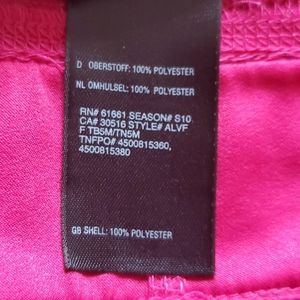 D OBERSTOFF: 100% POLYESTER
NL OMHULSEL: 100% POLYESTER
RN# 61661 SEASON# S10
CA# 30516 STYLE# ALVF
F TB5M/TN5M
TNFPO# 4500815360,
4500815380
GB SHELL: 100% POLYESTER